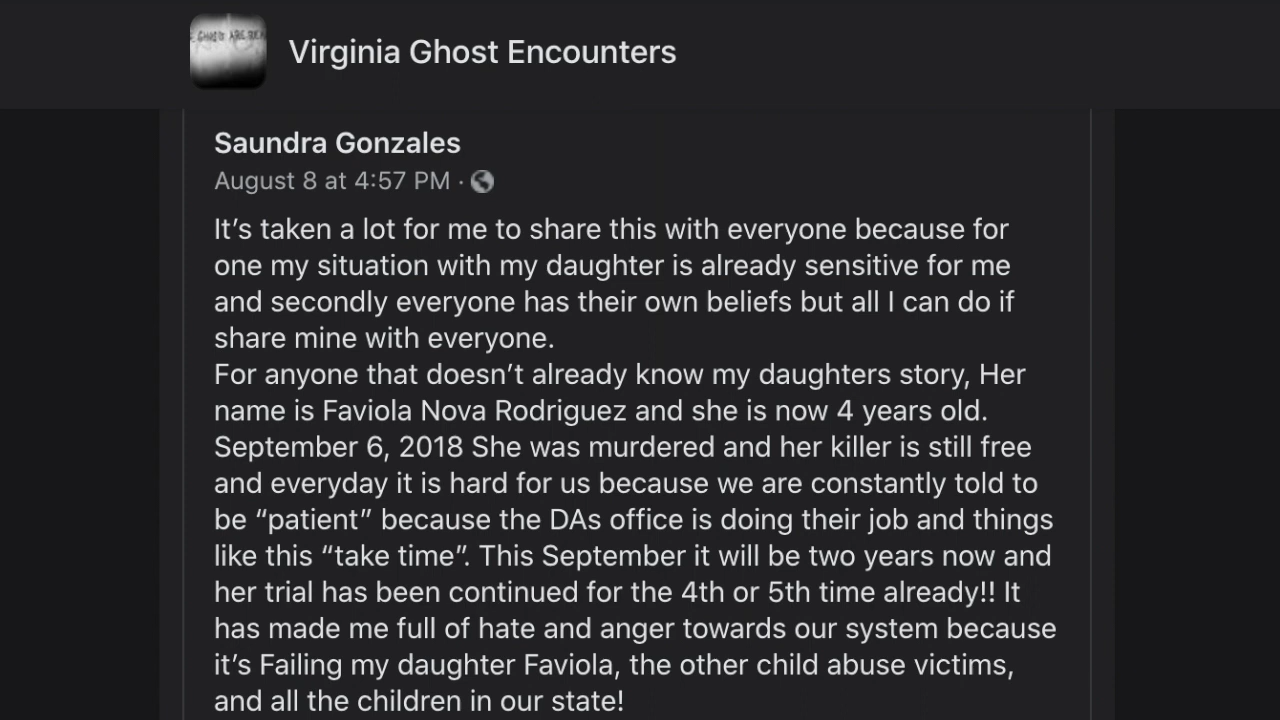 Virginia Ghost Encounters
Saundra Gonzales
August 8 at 4:57 PM ·
It’s taken a lot for me to share this with everyone because for
one my situation with my daughter is already sensitive for me
and secondly everyone has their own beliefs but all I can do if
share mine with everyone.
For anyone that doesn’t already know my daughters story, Her
name is Faviola Nova Rodriguez and she is now 4 years old.
September 6, 2018 She was murdered and her killer is still free
and everyday it is hard for us because we are constantly told to
be “patient” because the DAs office is doing their job and things
like this “take time”. This September it will be two years now and
her trial has been continued for the 4th or 5th time already!! It
has made me full of hate and anger towards our system because
it’s Failing my daughter Faviola, the other child abuse victims,
and all the children in our state!